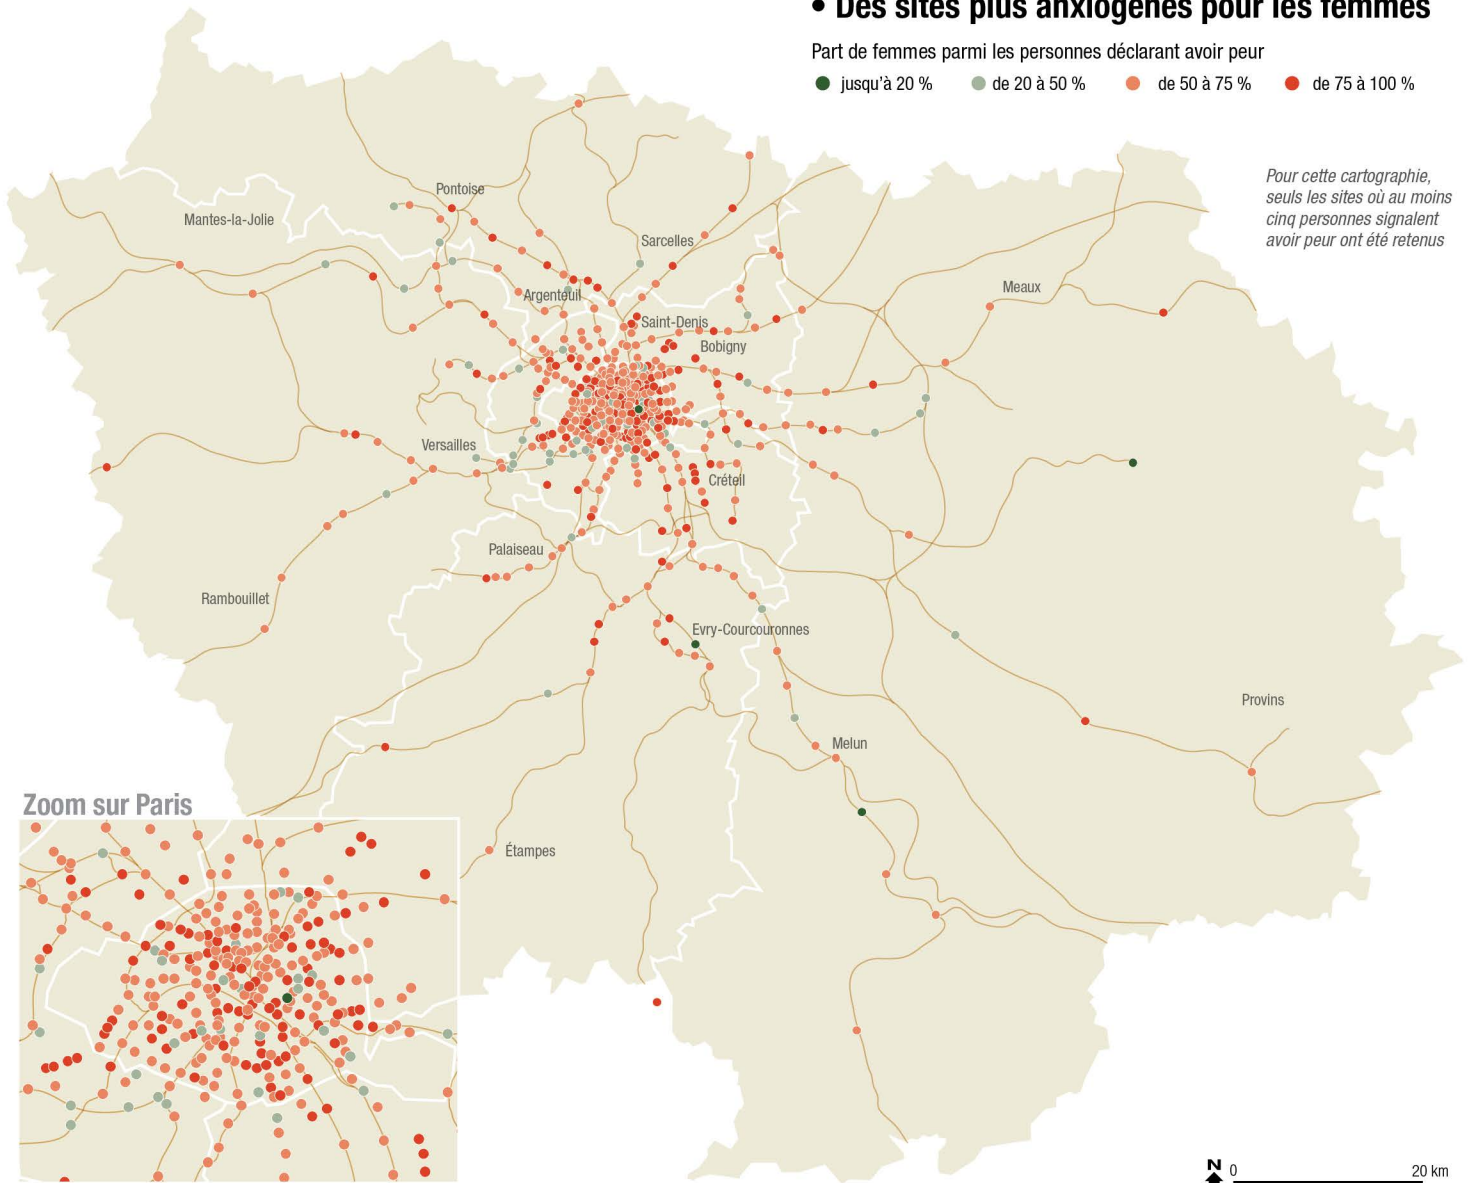 • Des sites plus anxiogènes pour les femmes
Part de femmes parmi les personnes déclarant avoir peur
jusqu'à 20 %
de 20 à 50 %
de 50 à 75 %
de 75 à 100 %
Pour cette cartographie,
seuls les sites où au moins
cinq personnes signalent
avoir peur ont été retenus
Pontoise
Mantes-la-Jolie
Sarcelles
Meaux
Argenteuil
Saint-Denis
Bobigny
Versailles
Créteil
Palaiseau
Rambouillet
Evry-Courcouronnes
Provins
Melun
Zoom sur Paris
Étampes
N
0
20 km